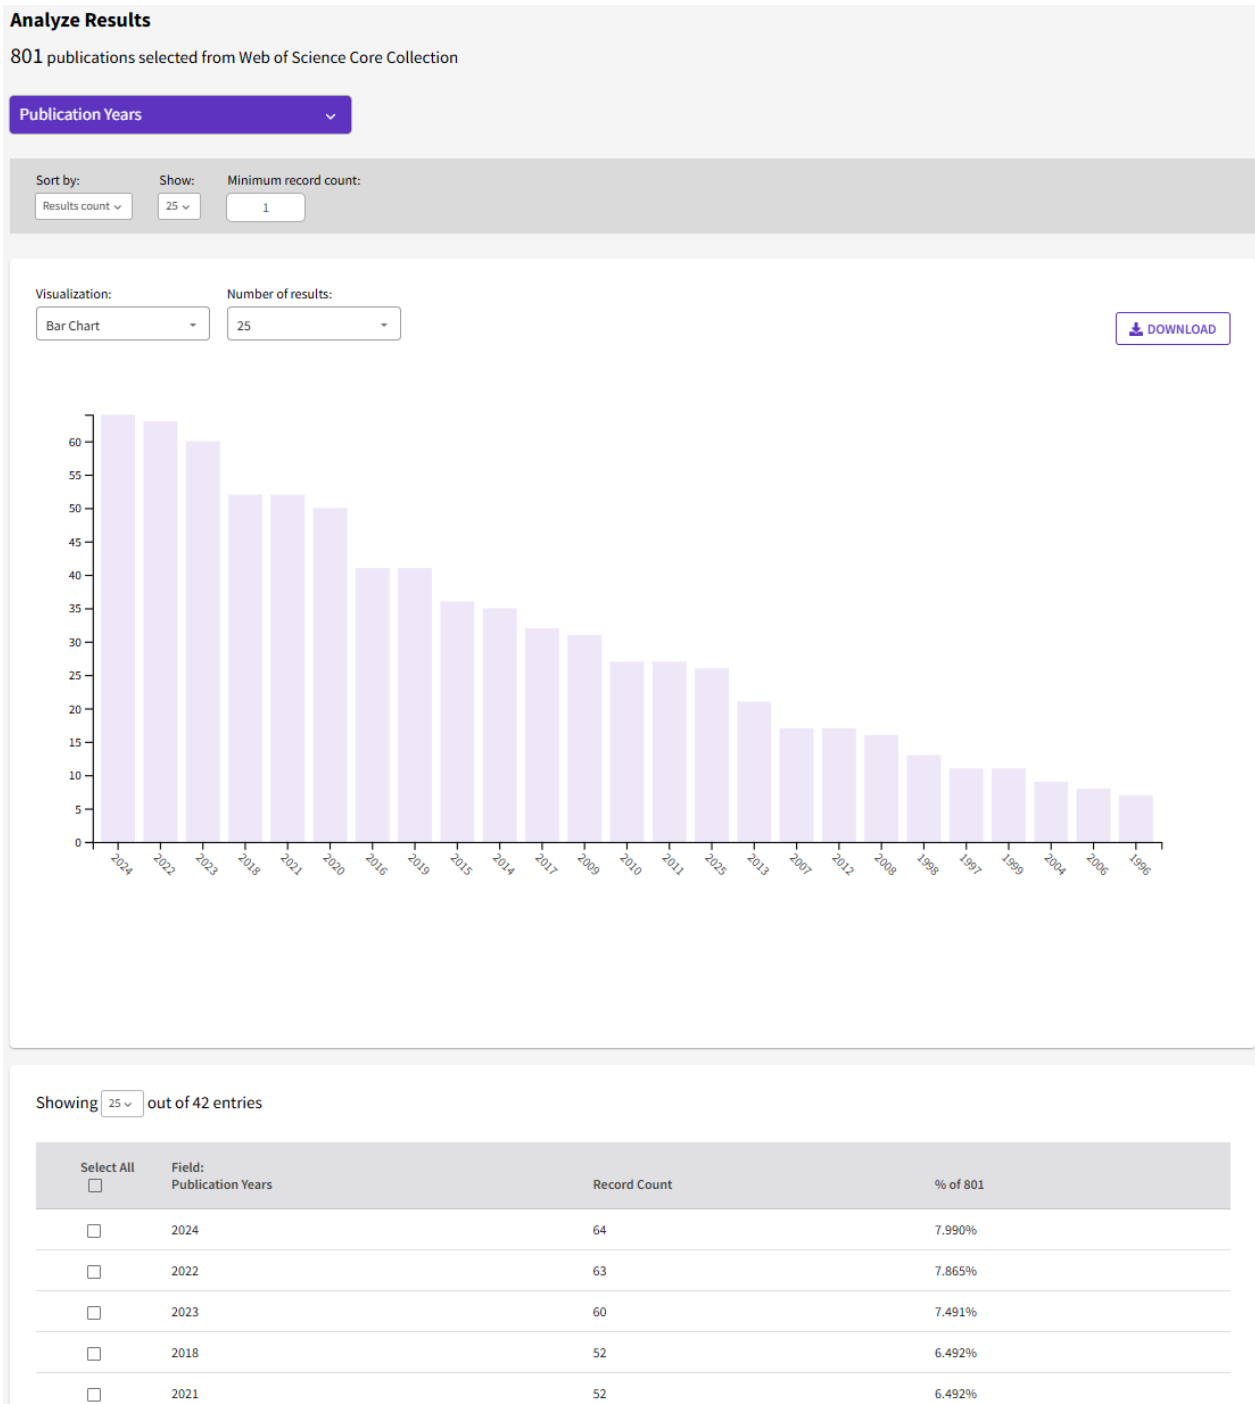 Analyze Results
801 publications selected from Web of Science Core Collection
Publication Years
Sort by: Show: Minimum record count:
Results count 25 1
Visualization: Number of results:
Bar Chart 25
DOWNLOAD
60
55
50
45
40
35
30
25
20
15
10
5
0
2024 2022 2023 2018 2021 2020 2016 2019 2015 2014 2017 2009 2010 2011 2025 2013 2007 2012 2008 1998 1997 1999 2004 2006 1996
Showing 25 out of 42 entries
Select All Field:
Publication Years Record Count % of 801
2024 64 7.990%
2022 63 7.865%
2023 60 7.491%
2018 52 6.492%
2021 52 6.492%